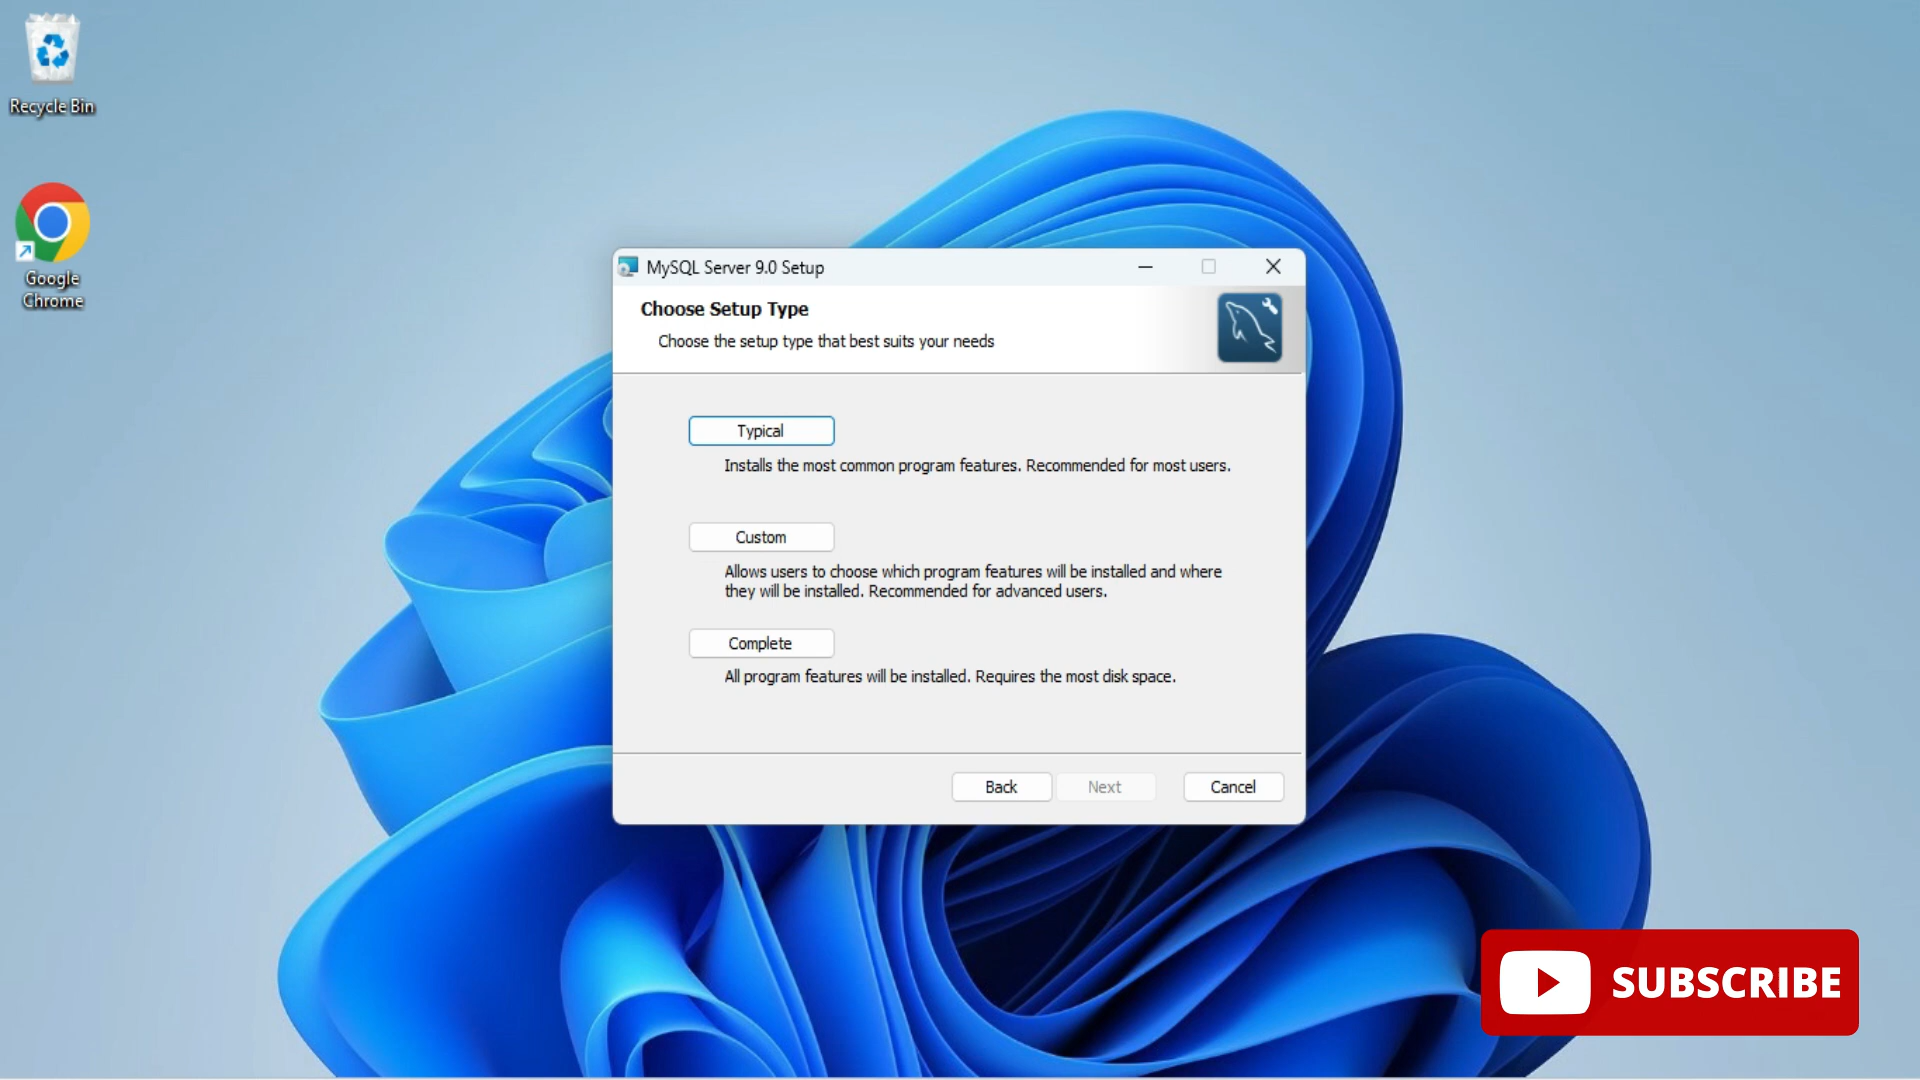 Recycle Bin
Google
Chrome
MySQL Server 9.0 Setup
Choose Setup Type
Choose the setup type that best suits your needs
Typical
Installs the most common program features. Recommended for most users.
Custom
Allows users to choose which program features will be installed and where
they will be installed. Recommended for advanced users.
Complete
All program features will be installed. Requires the most disk space.
Back
Next
Cancel
SUBSCRIBE